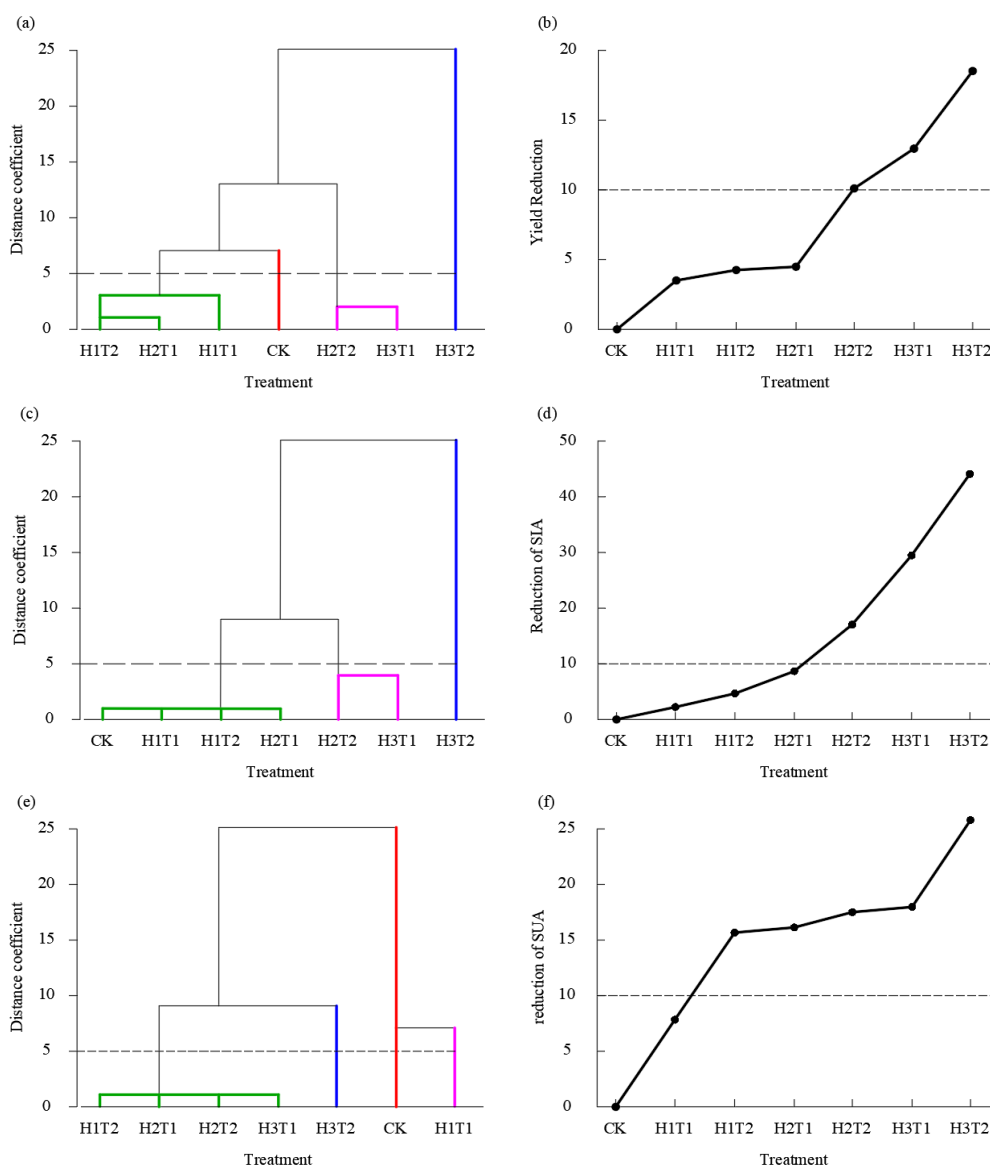 (a)
Distance coefficient
25
20
15
10
5
0
H1T2 H2T1 H1T1 CK H2T2 H3T1 H3T2
Treatment
(b)
Yield Reduction
20
15
10
5
0
CK H1T1 H1T2 H2T1 H2T2 H3T1 H3T2
Treatment
(c)
Distance coefficient
25
20
15
10
5
0
CK H1T1 H1T2 H2T1 H2T2 H3T1 H3T2
Treatment
(d)
Reduction of SIA
50
40
30
20
10
0
CK H1T1 H1T2 H2T1 H2T2 H3T1 H3T2
Treatment
(e)
Distance coefficient
25
20
15
10
5
0
H1T2 H2T1 H2T2 H3T1 H3T2 CK H1T1
Treatment
(f)
reduction of SUA
25
20
15
10
5
0
CK H1T1 H1T2 H2T1 H2T2 H3T1 H3T2
Treatment